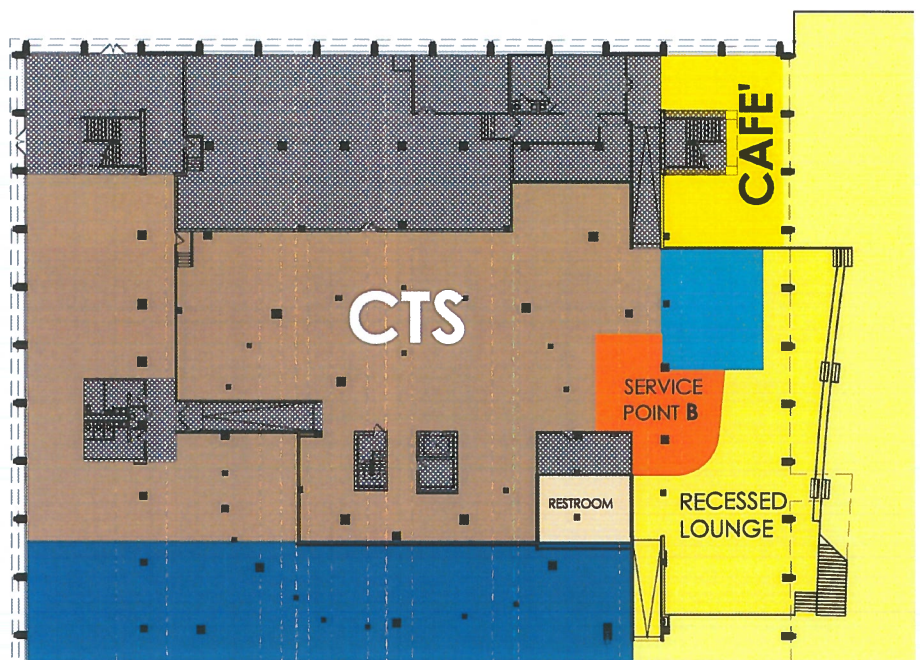 CAFE'
CTS
SERVICE
POINT B
RESTROOM
RECESSED
LOUNGE